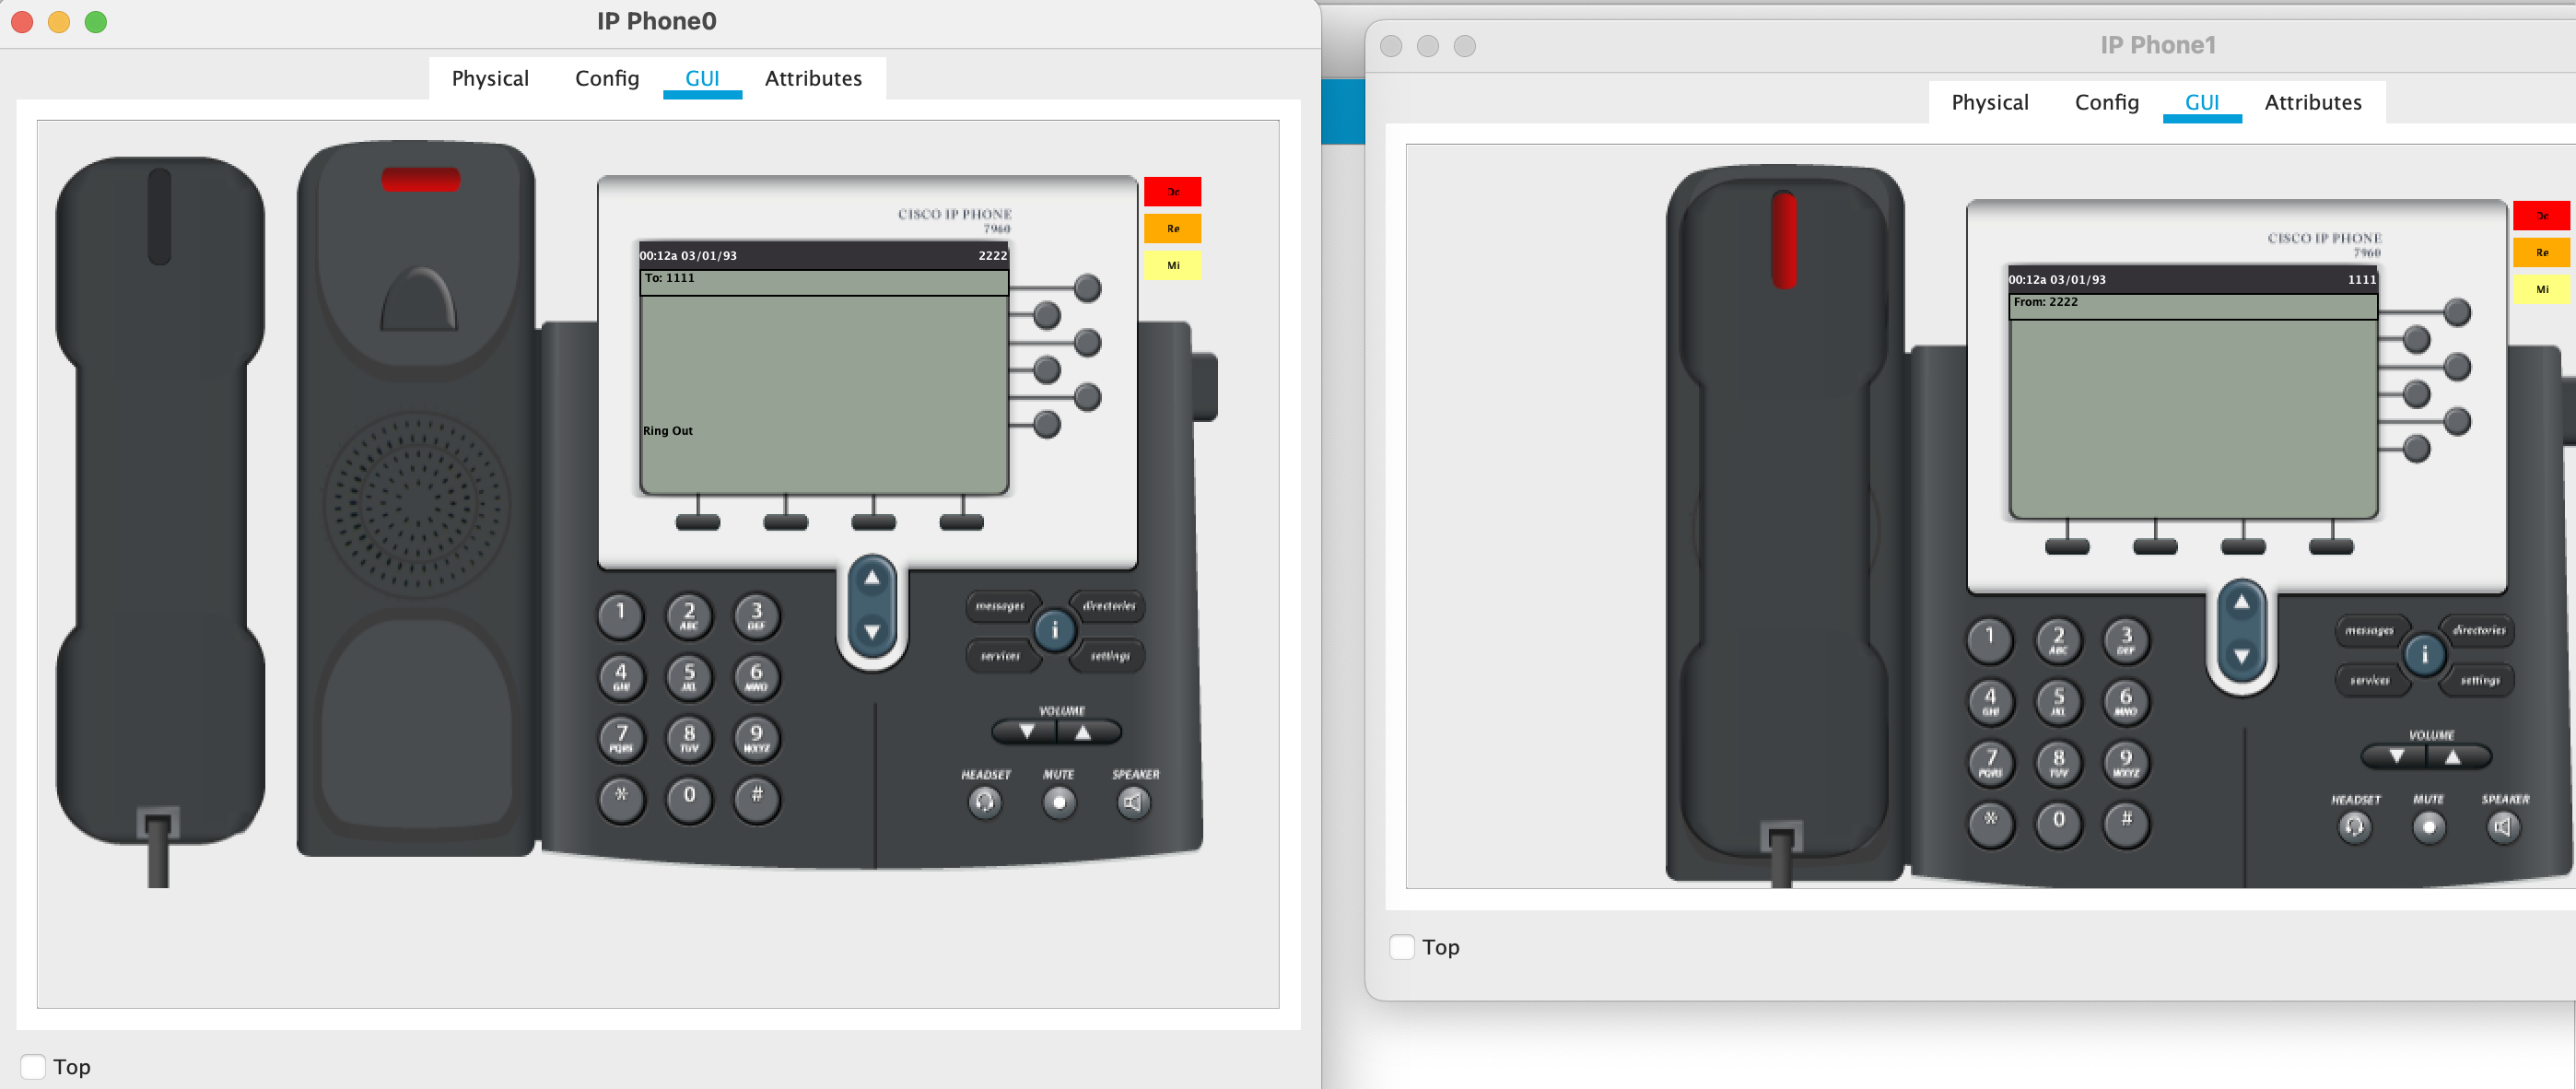 IP Phone0
Physical Config GUI Attributes
CISCO IP PHONE
7960
Dc
Re
Mi
00:12a 03/01/93 2222
To: 1111
Ring Out
1 2 ABC 3 DEF
4 GHI 5 JKL 6 MNO
7 PQRS 8 TUV 9 WXYZ
* 0 #
messages directories
i
services settings
VOLUME
HEADSET MUTE SPEAKER
Top
IP Phone1
Physical Config GUI Attributes
CISCO IP PHONE
7960
Dc
Re
Mi
00:12a 03/01/93 1111
From: 2222
1 2 ABC 3 DEF
4 GHI 5 JKL 6 MNO
7 PQRS 8 TUV 9 WXYZ
* 0 #
messages directories
i
services settings
VOLUME
HEADSET MUTE SPEAKER
Top